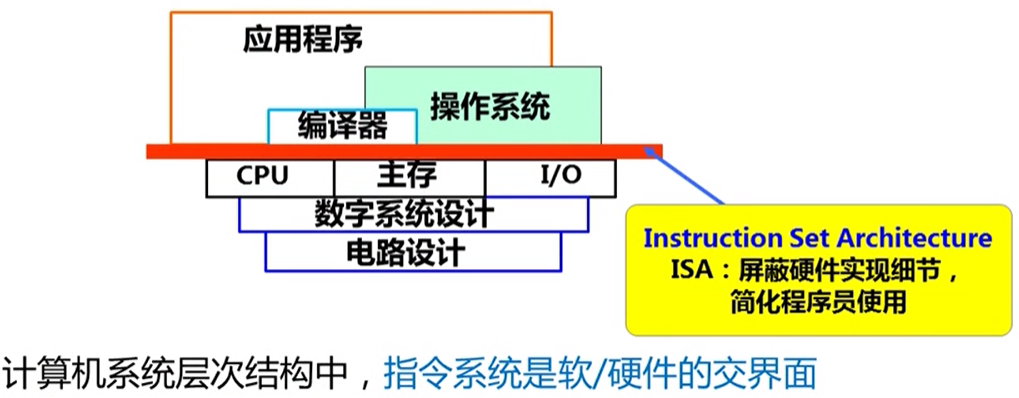 应用程序
操作系统
编译器
CPU
主存
I/O
数字系统设计
电路设计
Instruction Set Architecture
ISA：屏蔽硬件实现细节，
简化程序员使用
计算机系统层次结构中，指令系统是软/硬件的交界面